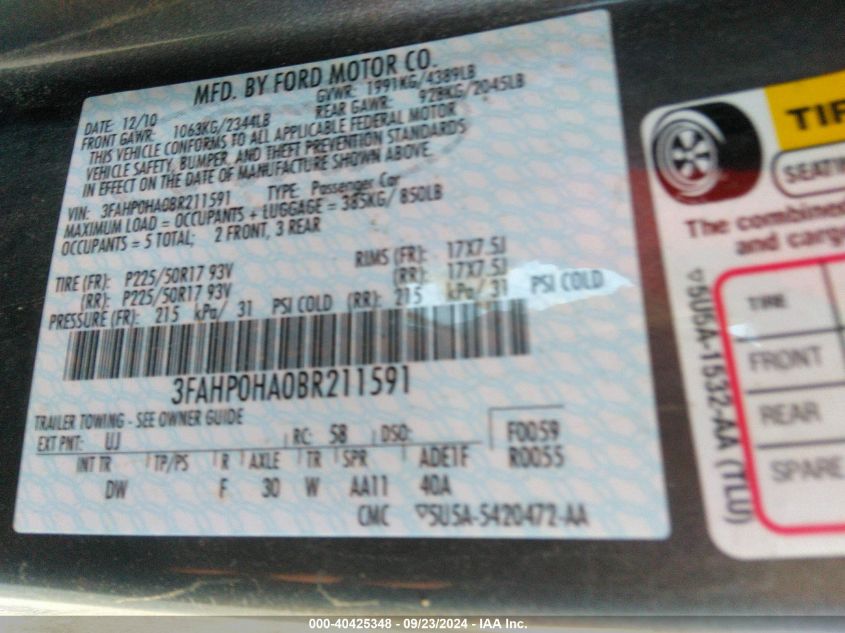 MFD. BY FORD MOTOR CO.
DATE: 12/10 GVWR: 1991KG/4389LB
FRONT GAWR: 1063KG/2344LB REAR GAWR: 928KG/2045LB
THIS VEHICLE CONFORMS TO ALL APPLICABLE FEDERAL MOTOR
VEHICLE SAFETY, BUMPER, AND THEFT PREVENTION STANDARDS
IN EFFECT ON THE DATE OF MANUFACTURE SHOWN ABOVE.
VIN: 3FAHP0HA0BR211591 TYPE: Passenger Car
MAXIMUM LOAD = OCCUPANTS + LUGGAGE = 385KG/ 850LB
OCCUPANTS = 5 TOTAL; 2 FRONT, 3 REAR
TIRE (FR): P225/50R17 93V RIMS (FR): 17X7.5J
(RR): P225/50R17 93V (RR): 17X7.5J
PRESSURE (FR): 215 kPa/ 31 PSI COLD (RR): 215 kPa/ 31 PSI COLD
3FAHP0HA0BR211591
TRAILER TOWING - SEE OWNER GUIDE
EXT PNT: UJ RC: 58 DSO: F0059
INT TR TP/PS R AXLE TR SPR ADE1F R0055
DW F 30 W AA11 40A
CMC ▽5U5A-5420472-AA
TIR
SEATIN
The combined
and cargo
TIRE
FRONT
REAR
SPARE
▽5U5A-1532-AA (TLU)
000-40425348 - 09/23/2024 - IAA Inc.